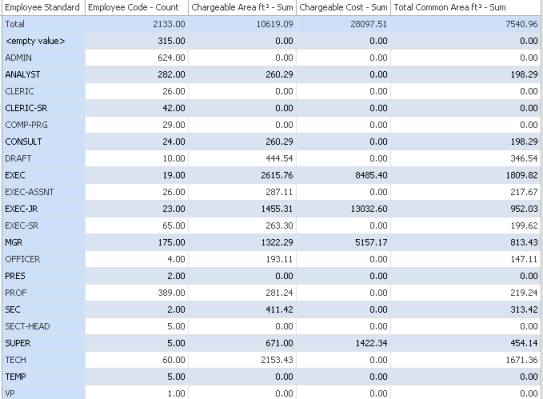 Employee Standard Employee Code - Count Chargeable Area ft² - Sum Chargeable Cost - Sum Total Common Area ft² - Sum
Total 2133.00 10619.09 28097.51 7540.96
<empty value> 315.00 0.00 0.00 0.00
ADMIN 624.00 0.00 0.00 0.00
ANALYST 282.00 260.29 0.00 198.29
CLERIC 26.00 0.00 0.00 0.00
CLERIC-SR 42.00 0.00 0.00 0.00
COMP-PRG 29.00 0.00 0.00 0.00
CONSULT 24.00 260.29 0.00 198.29
DRAFT 10.00 444.54 0.00 346.54
EXEC 19.00 2615.76 8485.40 1809.82
EXEC-ASSNT 26.00 287.11 0.00 217.67
EXEC-JR 23.00 1455.31 13032.60 952.03
EXEC-SR 65.00 263.30 0.00 199.62
MGR 175.00 1322.29 5157.17 813.43
OFFICER 4.00 193.11 0.00 147.11
PRES 2.00 0.00 0.00 0.00
PROF 389.00 281.24 0.00 219.24
SEC 2.00 411.42 0.00 313.42
SECT-HEAD 5.00 0.00 0.00 0.00
SUPER 5.00 671.00 1422.34 454.14
TECH 60.00 2153.43 0.00 1671.36
TEMP 5.00 0.00 0.00 0.00
VP 1.00 0.00 0.00 0.00